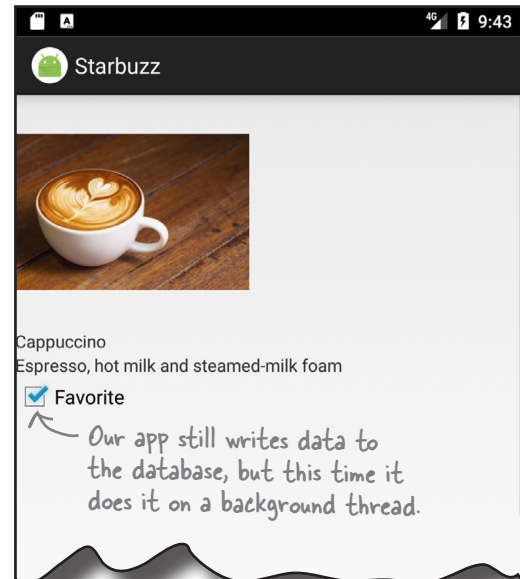 4G 9:43
Starbuzz
Cappuccino
Espresso, hot milk and steamed-milk foam
Favorite
Our app still writes data to
the database, but this time it
does it on a background thread.